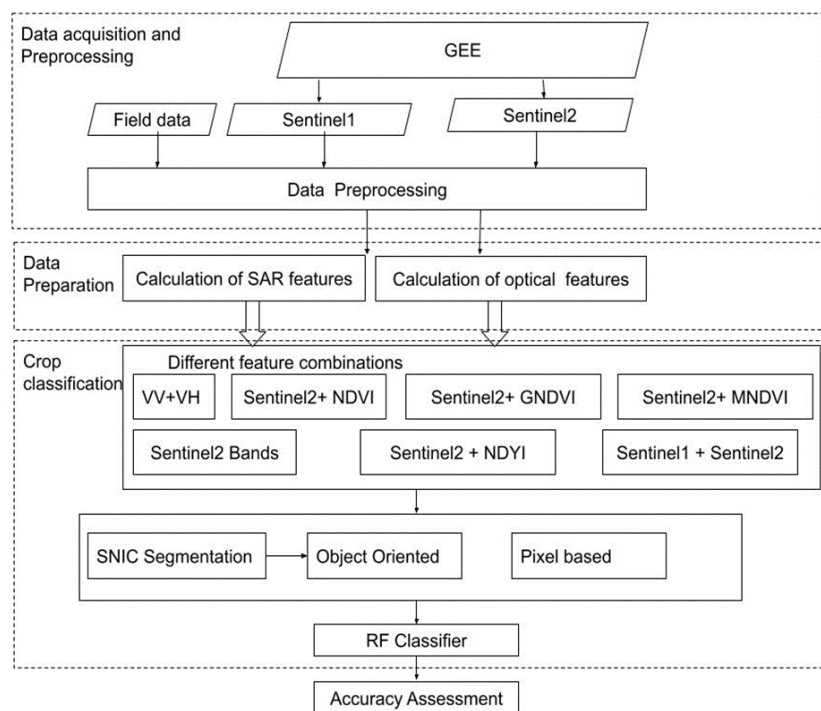 Data acquisition and
Preprocessing
GEE
Field data
Sentinel1
Sentinel2
Data Preprocessing
Data
Preparation
Calculation of SAR features
Calculation of optical features
Crop
classification
Different feature combinations
VV+VH
Sentinel2+ NDVI
Sentinel2+ GNDVI
Sentinel2+ MNDVI
Sentinel2 Bands
Sentinel2 + NDYI
Sentinel1 + Sentinel2
SNIC Segmentation
Object Oriented
Pixel based
RF Classifier
Accuracy Assessment